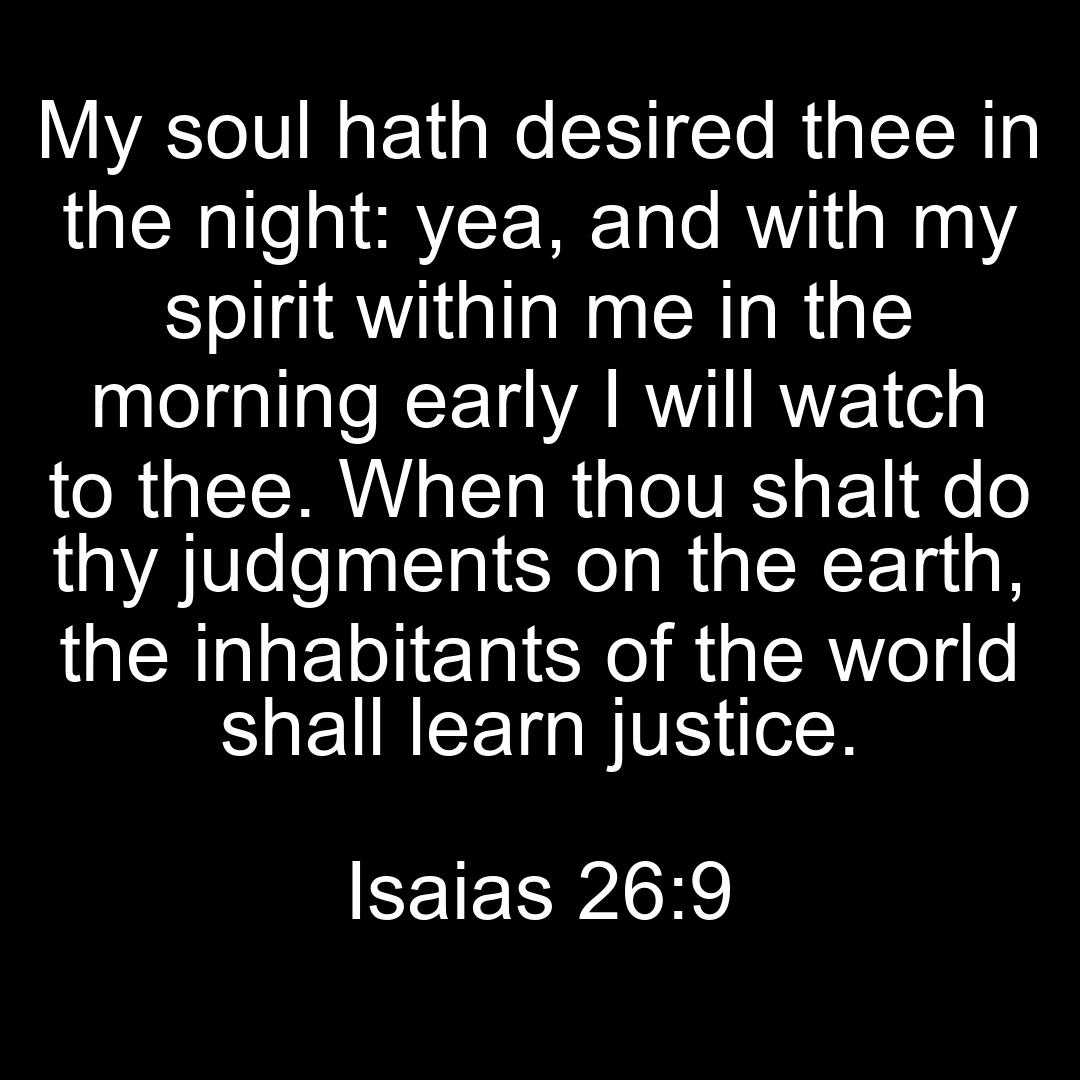 My soul hath desired thee in
the night: yea, and with my
spirit within me in the
morning early I will watch
to thee. When thou shalt do
thy judgments on the earth,
the inhabitants of the world
shall learn justice.
Isaias 26:9